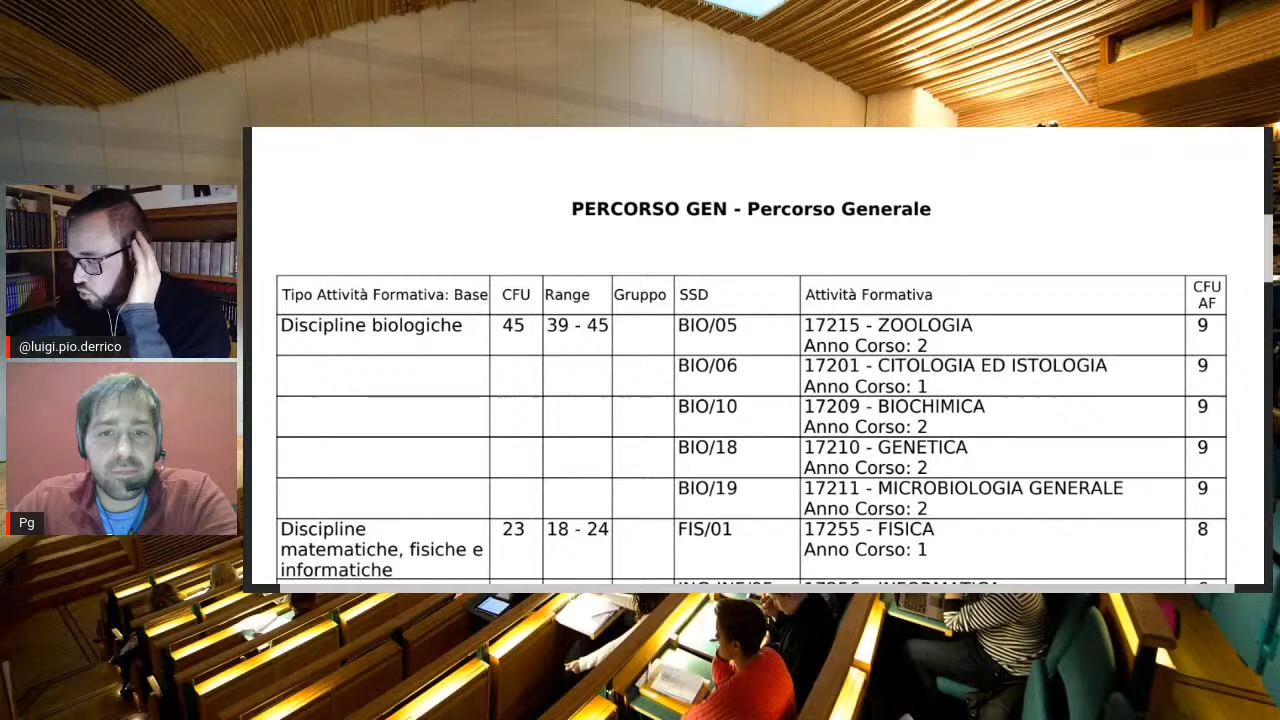 PERCORSO GEN - Percorso Generale
Tipo Attività Formativa: Base CFU Range Gruppo SSD Attività Formativa CFU AF
Discipline biologiche 45 39 - 45 BIO/05 17215 - ZOOLOGIA 9
Anno Corso: 2
BIO/06 17201 - CITOLOGIA ED ISTOLOGIA 9
Anno Corso: 1
BIO/10 17209 - BIOCHIMICA 9
Anno Corso: 2
BIO/18 17210 - GENETICA 9
Anno Corso: 2
BIO/19 17211 - MICROBIOLOGIA GENERALE 9
Anno Corso: 2
Discipline 23 18 - 24 FIS/01 17255 - FISICA 8
matematiche, fisiche e Anno Corso: 1
informatiche
@luigi.pio.derrico
Pg